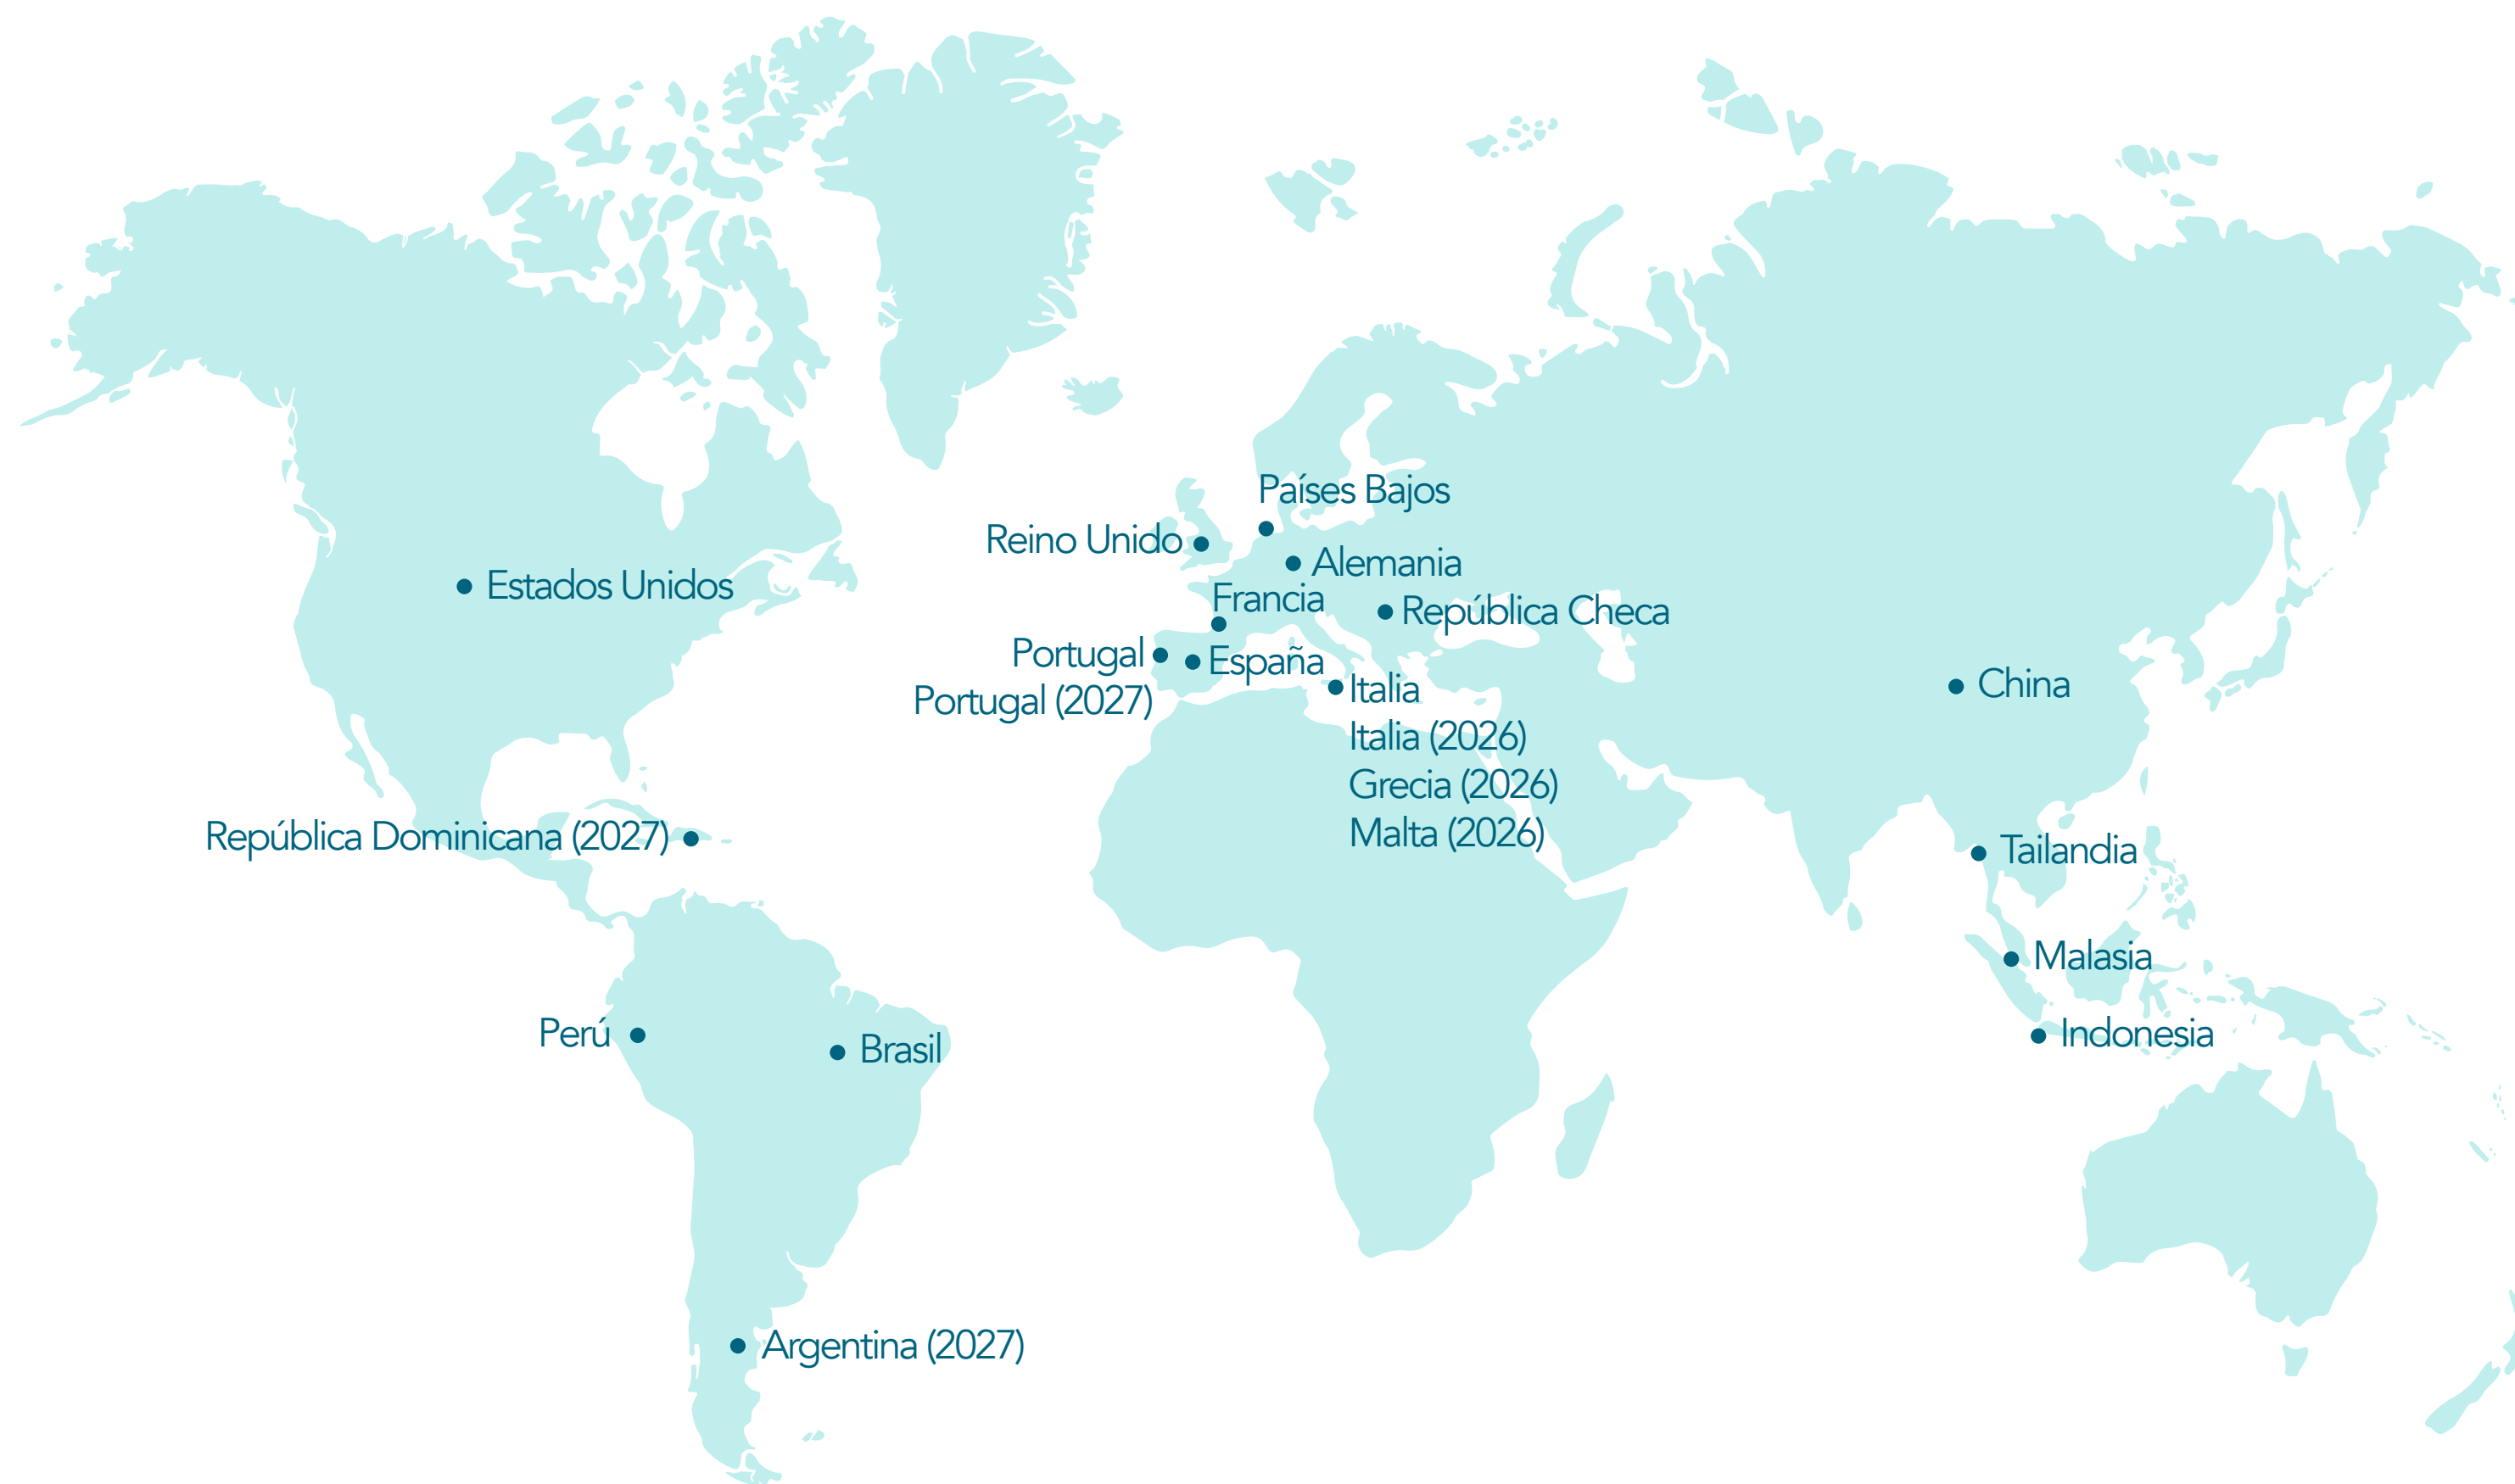 Países Bajos
Reino Unido
Alemania
Estados Unidos
Francia
República Checa
Portugal
España
Portugal (2027)
Italia
China
Italia (2026)
Grecia (2026)
Malta (2026)
República Dominicana (2027)
Tailandia
Malasia
Perú
Brasil
Indonesia
Argentina (2027)